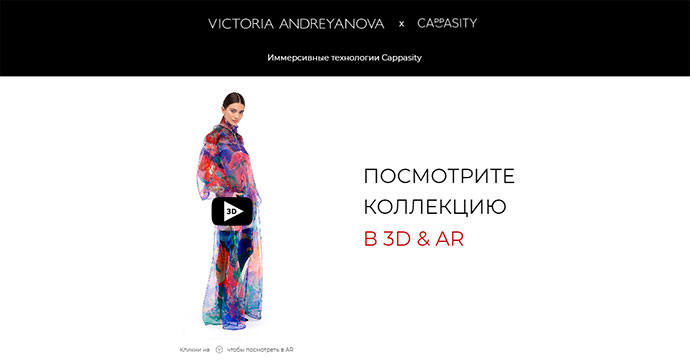 VICTORIA ANDREYANOVA x CAPPASITY
Иммерсивные технологии Cappasity
ПОСМОТРИТЕ
КОЛЛЕКЦИЮ
В 3D & AR
3D
Кликни на чтобы посмотреть в AR